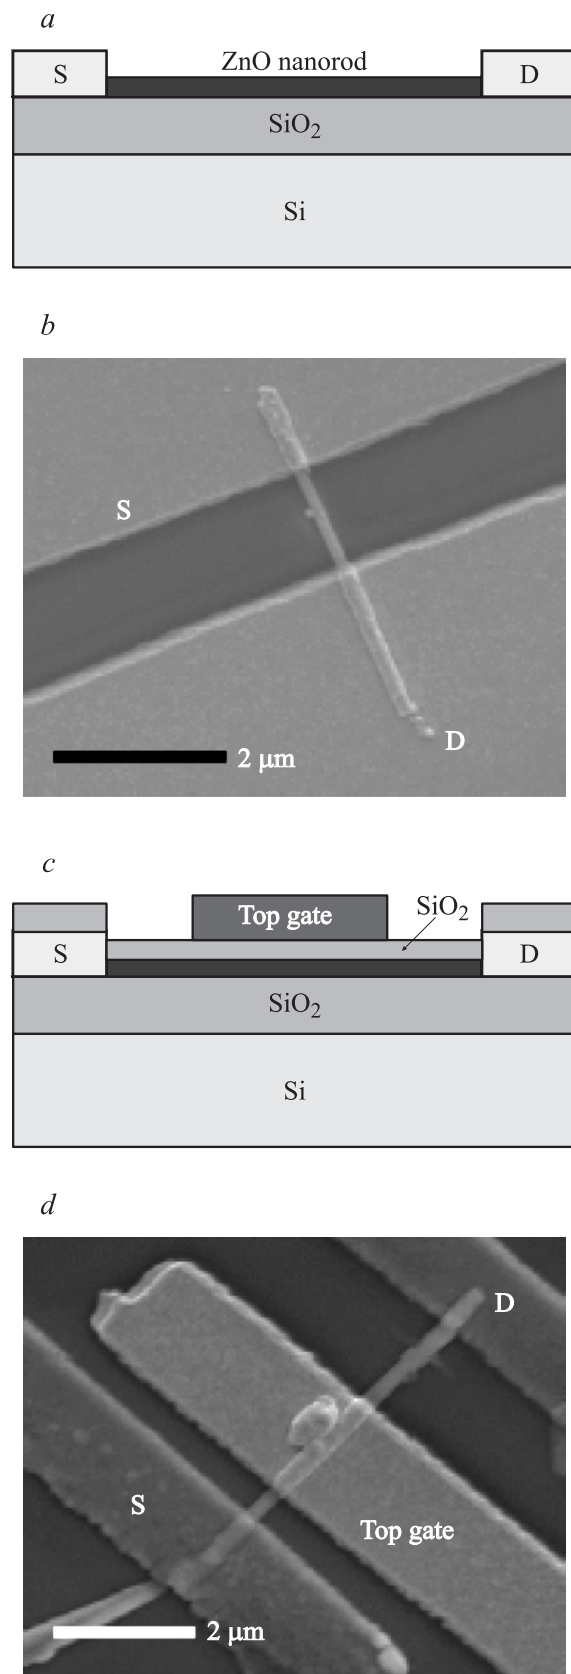 a
ZnO nanorod
S D
SiO2
Si
b
S
D
2 μm
c
SiO2
Top gate
S D
SiO2
Si
d
D
S
Top gate
2 μm